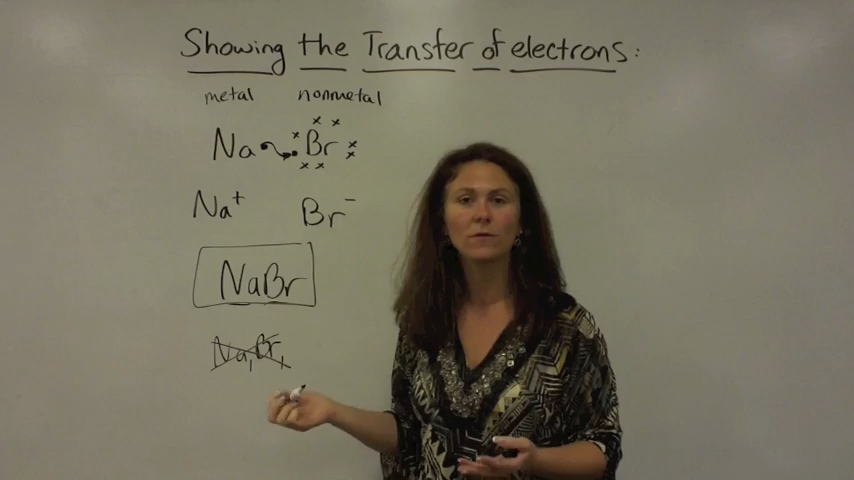 Showing the Transfer of electrons:
metal nonmetal
Na Br
Na⁺ Br⁻
NaBr
Na₁Br₁